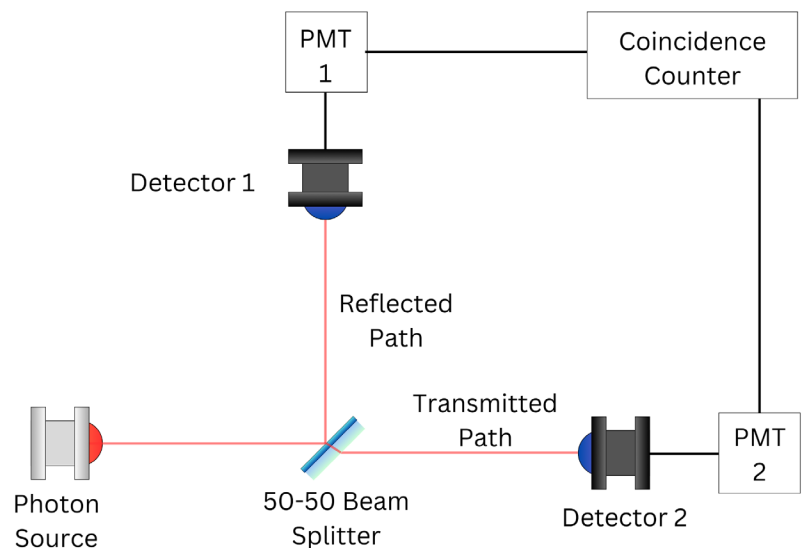 PMT
1
Coincidence
Counter
Detector 1
Reflected
Path
Transmitted
Path
PMT
2
Photon
Source
50-50 Beam
Splitter
Detector 2